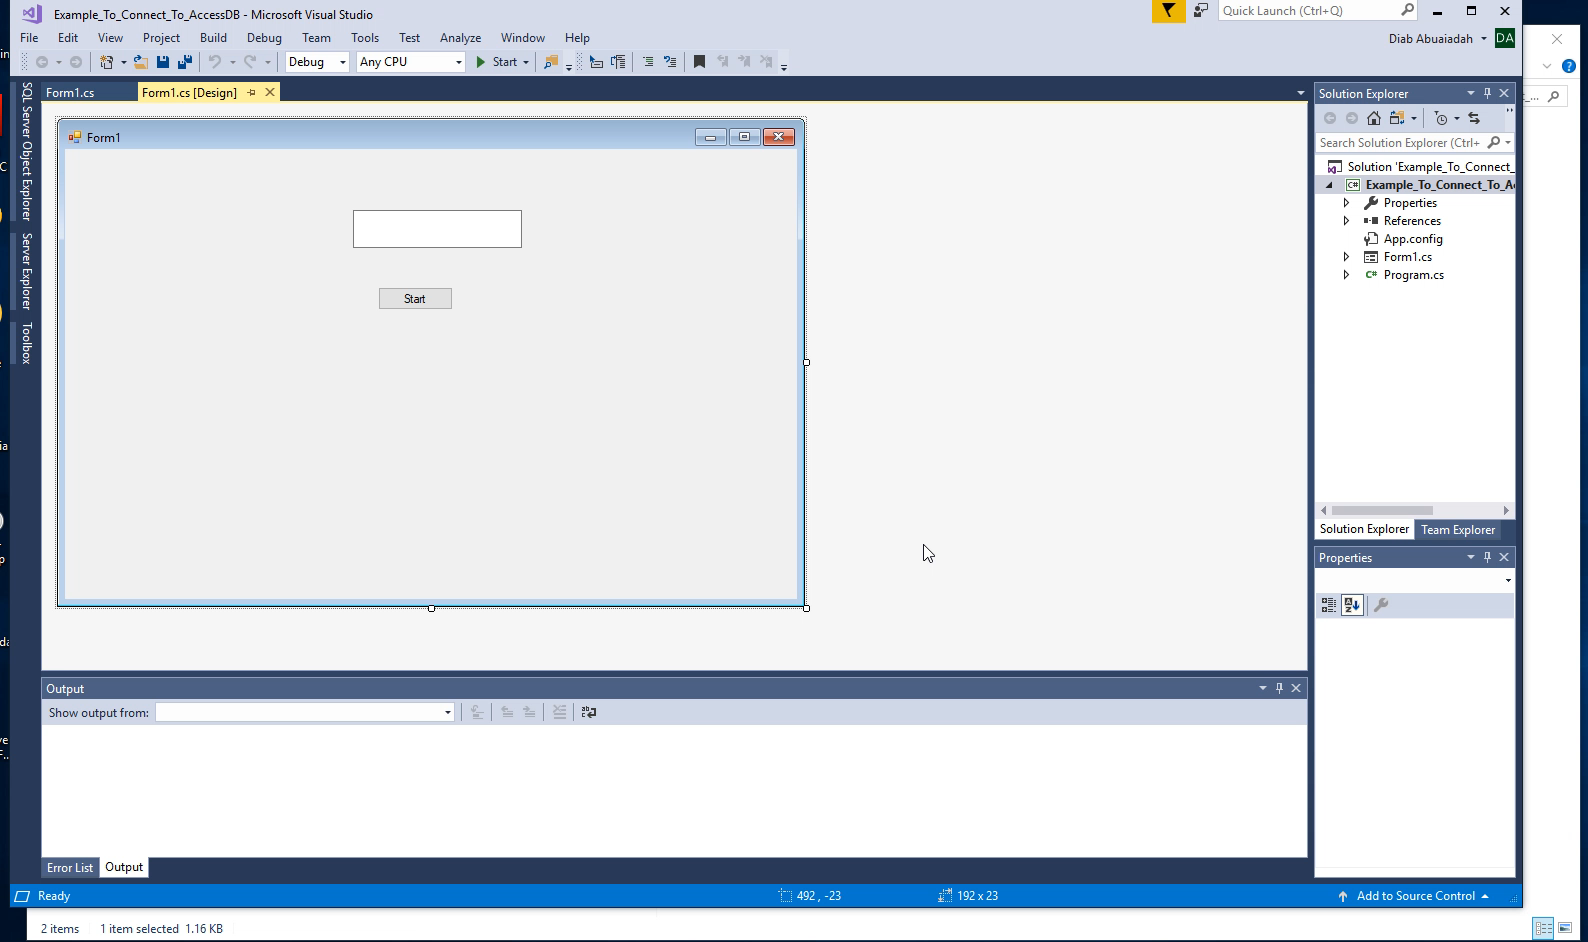 Example_To_Connect_To_AccessDB - Microsoft Visual Studio
Quick Launch (Ctrl+Q)
File Edit View Project Build Debug Team Tools Test Analyze Window Help
Diab Abuaiadah DA
Debug Any CPU Start
SQL Server Object Explorer
Server Explorer
Toolbox
Form1.cs Form1.cs [Design]
Form1
Start
Solution Explorer
Search Solution Explorer (Ctrl+
Solution 'Example_To_Connect_
C# Example_To_Connect_To_A
Properties
References
App.config
Form1.cs
C# Program.cs
Solution Explorer Team Explorer
Properties
Output
Show output from:
Error List Output
Ready 492 , -23 192 x 23 Add to Source Control
2 items 1 item selected 1.16 KB